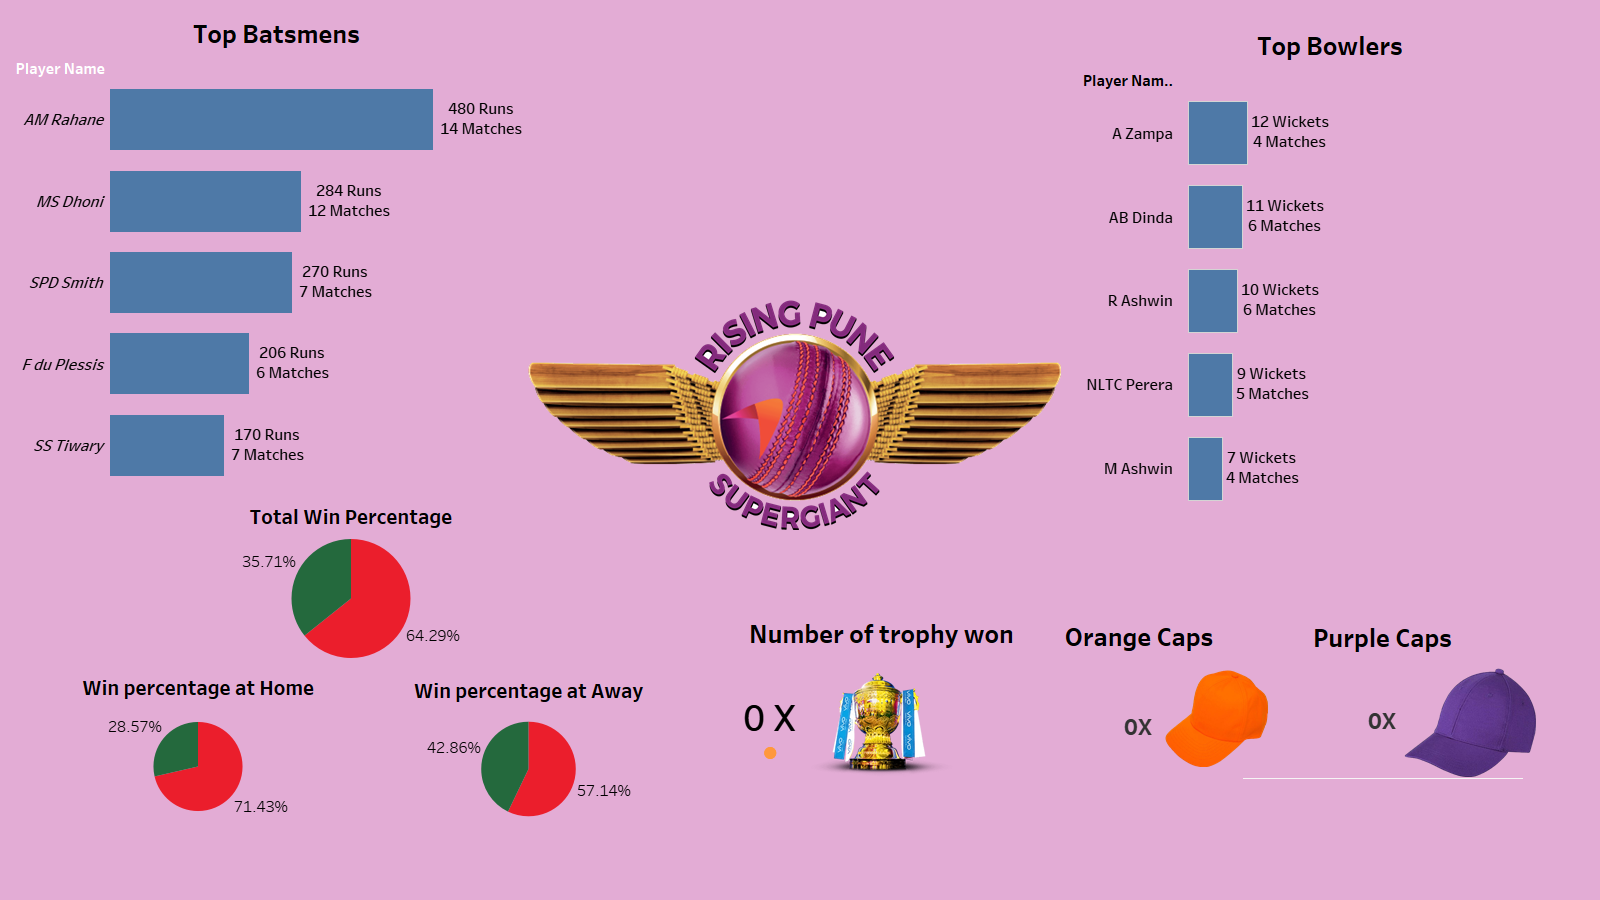 Top Batsmens
Player Name
AM Rahane
480 Runs
14 Matches
MS Dhoni
284 Runs
12 Matches
SPD Smith
270 Runs
7 Matches
F du Plessis
206 Runs
6 Matches
SS Tiwary
170 Runs
7 Matches
Top Bowlers
Player Nam..
A Zampa
12 Wickets
4 Matches
AB Dinda
11 Wickets
6 Matches
R Ashwin
10 Wickets
6 Matches
NLTC Perera
9 Wickets
5 Matches
M Ashwin
7 Wickets
4 Matches
RISING PUNE
SUPERGIANT
Total Win Percentage
35.71%
64.29%
Win percentage at Home
28.57%
71.43%
Win percentage at Away
42.86%
57.14%
Number of trophy won
0 X
Orange Caps
0X
Purple Caps
0X